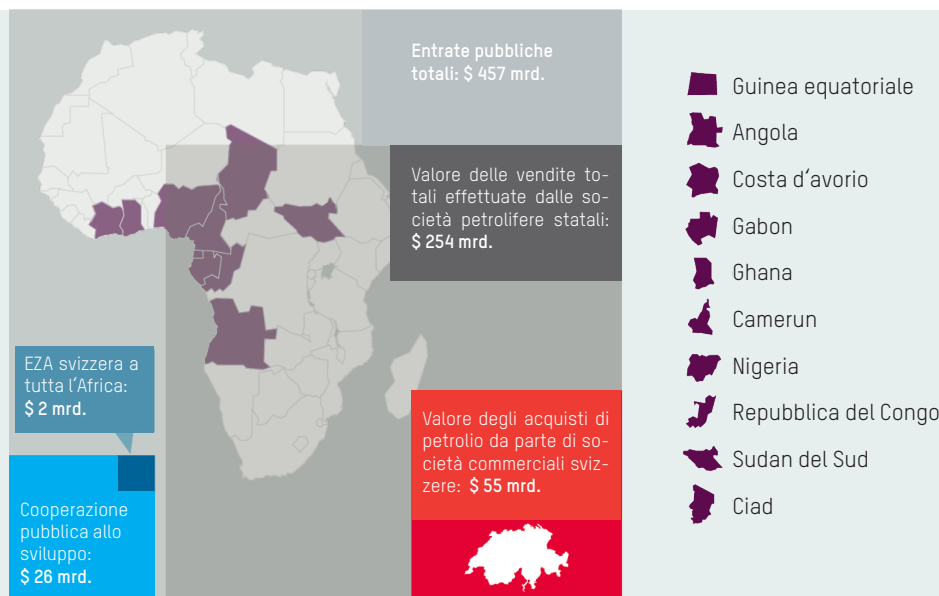 Entrate pubbliche
totali: $ 457 mrd.
Valore delle vendite to-
tali effettuate dalle so-
cietà petrolifere statali:
$ 254 mrd.
EZA svizzera a
tutta l'Africa:
$ 2 mrd.
Cooperazione
pubblica allo
sviluppo:
$ 26 mrd.
Valore degli acquisti di
petrolio da parte di so-
cietà commerciali sviz-
zere: $ 55 mrd.
Guinea equatoriale
Angola
Costa d'avorio
Gabon
Ghana
Camerun
Nigeria
Repubblica del Congo
Sudan del Sud
Ciad